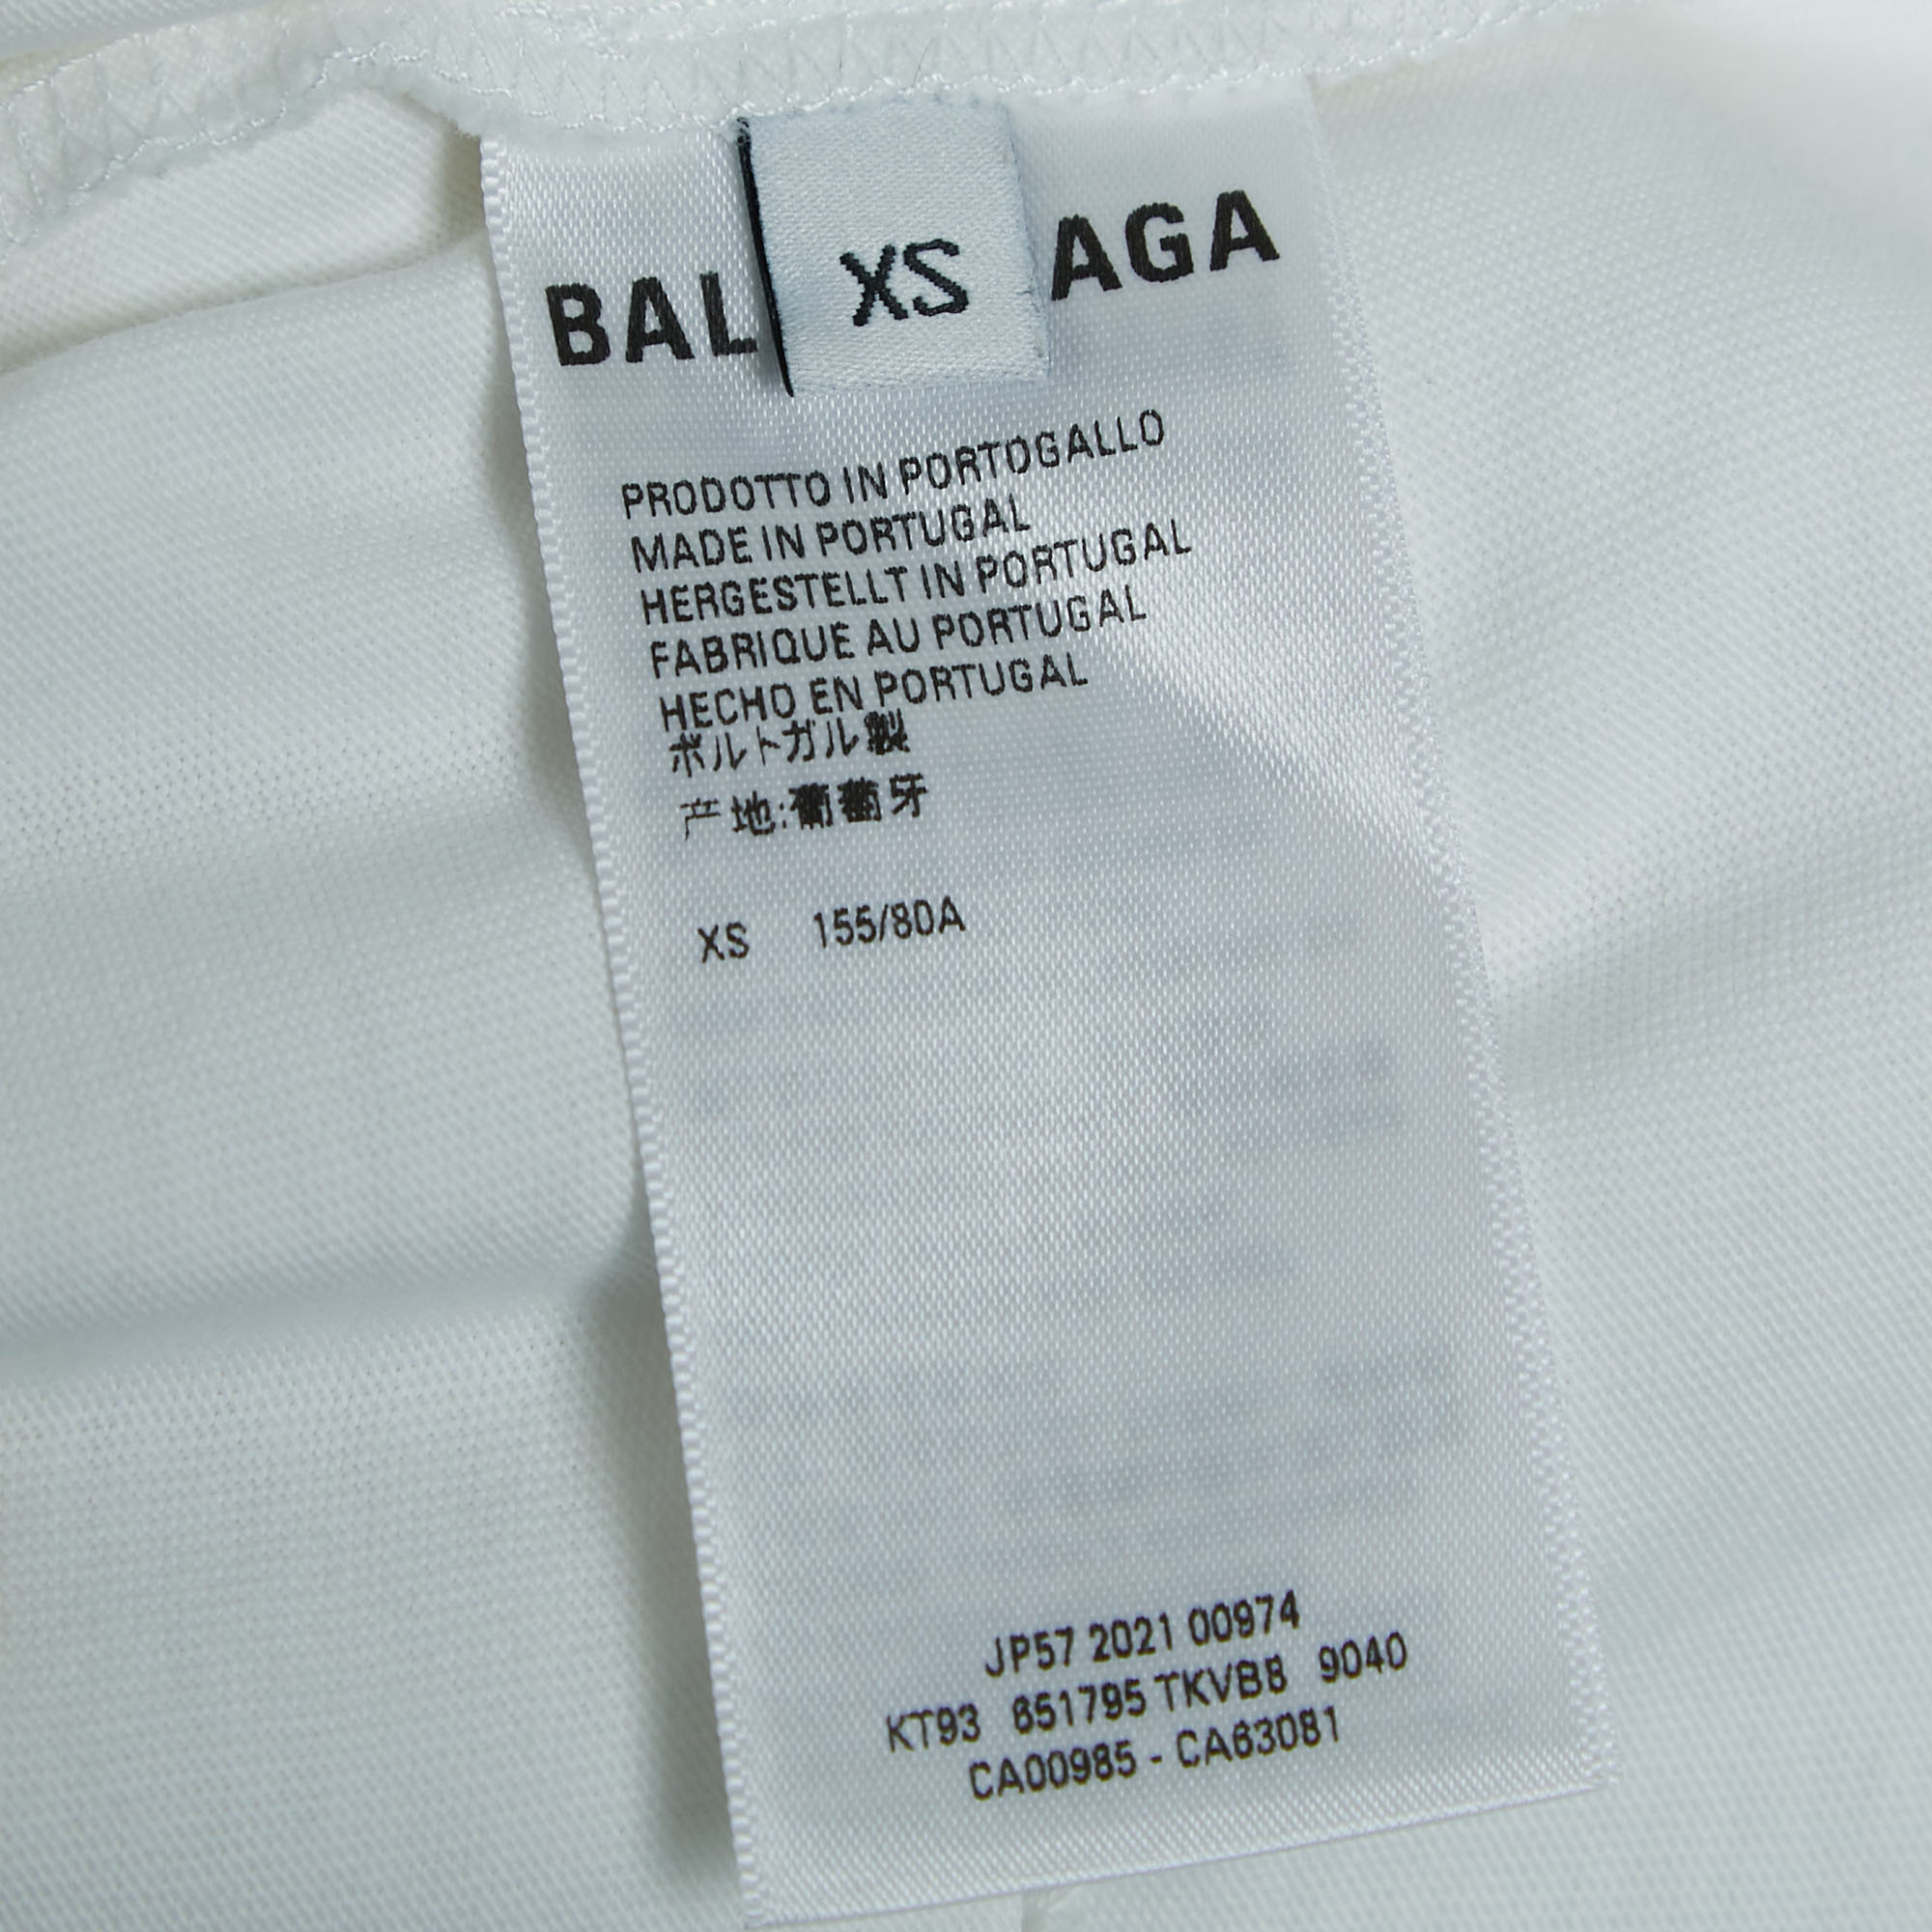 BAL XS AGA
PRODOTTO IN PORTOGALLO
MADE IN PORTUGAL
HERGESTELLT IN PORTUGAL
FABRIQUE AU PORTUGAL
HECHO EN PORTUGAL
ポルトガル製
产地:葡萄牙
XS 155/80A
JP57 2021 00974
KT93 651795 TKVB8 9040
CA00985 - CA63081